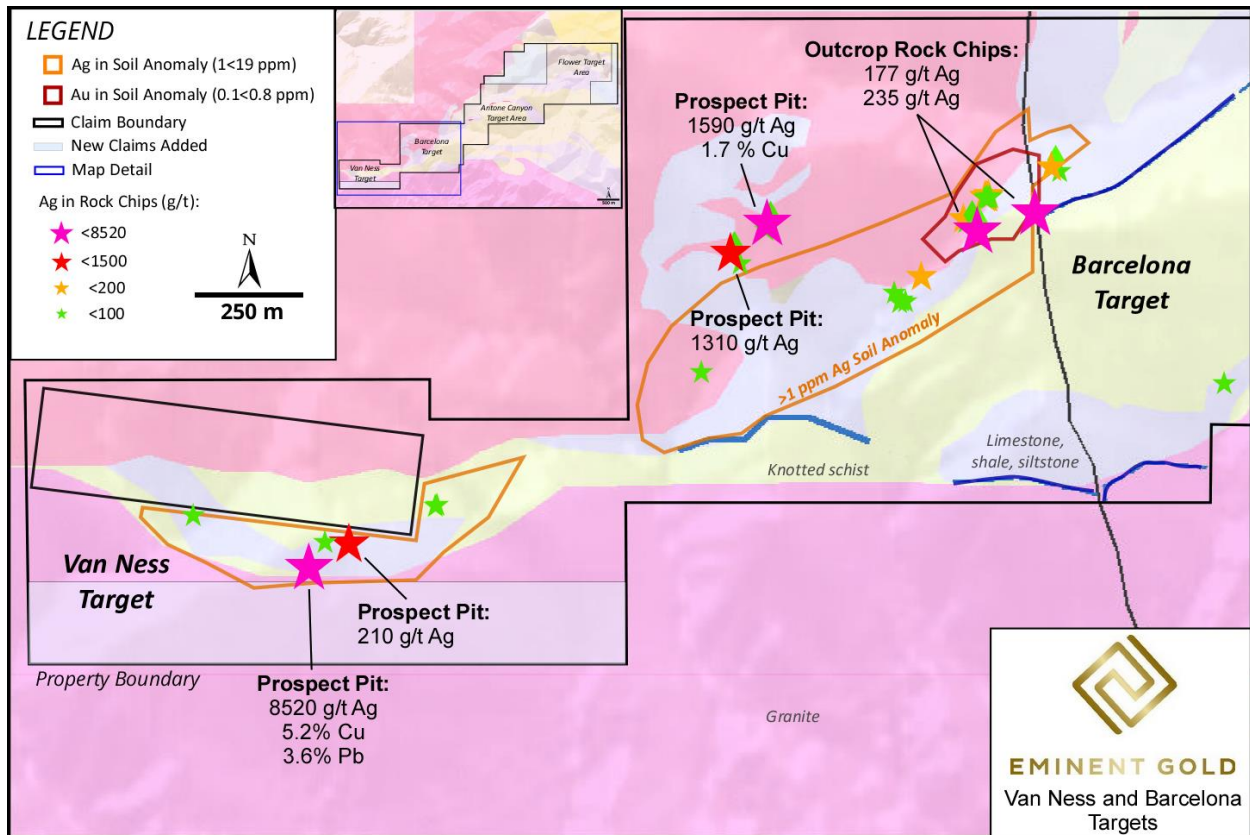 LEGEND
Ag in Soil Anomaly (1<19 ppm)
Au in Soil Anomaly (0.1<0.8 ppm)
Claim Boundary
New Claims Added
Map Detail
Ag in Rock Chips (g/t):
<8520
<1500
<200
<100
N
250 m
Flower Target
Area
Antone Canyon
Target Area
Barcelona
Target
Van Ness
Target
N
500 m
Outcrop Rock Chips:
177 g/t Ag
235 g/t Ag
Prospect Pit:
1590 g/t Ag
1.7 % Cu
Prospect Pit:
1310 g/t Ag
Barcelona
Target
>1 ppm Ag Soil Anomaly
Knotted schist
Limestone,
shale, siltstone
Van Ness
Target
Prospect Pit:
210 g/t Ag
Property Boundary
Prospect Pit:
8520 g/t Ag
5.2% Cu
3.6% Pb
Granite
EMINENT GOLD
Van Ness and Barcelona
Targets